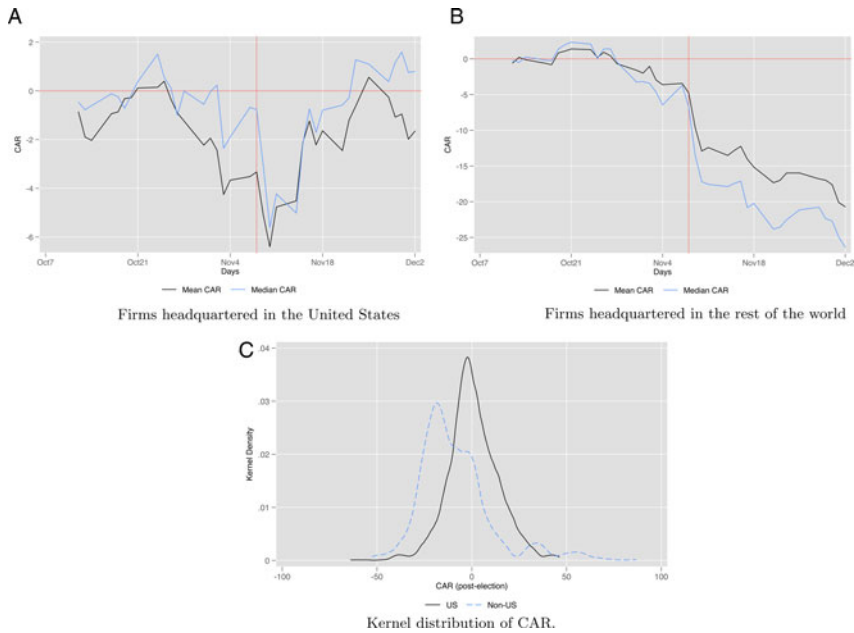 A
2
0
-2
-4
-6
CAR
Oct7
Oct21
Nov4
Nov18
Dec2
Days
Mean CAR Median CAR
Firms headquartered in the United States
B
0
-5
-10
-15
-20
-25
CAR
Oct7
Oct21
Nov4
Nov18
Dec2
Days
Mean CAR Median CAR
Firms headquartered in the rest of the world
C
.04
.03
.02
.01
0
Kernel Density
-100
-50
0
50
100
CAR (post-election)
US Non-US
Kernel distribution of CAR.